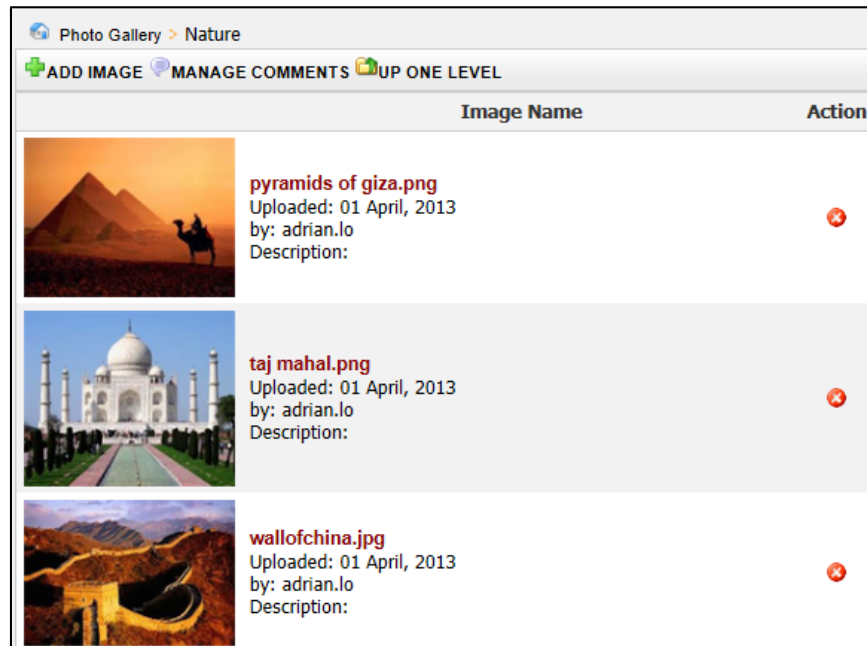 Photo Gallery > Nature
ADD IMAGE MANAGE COMMENTS UP ONE LEVEL
Image Name Action
pyramids of giza.png
Uploaded: 01 April, 2013
by: adrian.lo
Description:
taj mahal.png
Uploaded: 01 April, 2013
by: adrian.lo
Description:
wallofchina.jpg
Uploaded: 01 April, 2013
by: adrian.lo
Description: